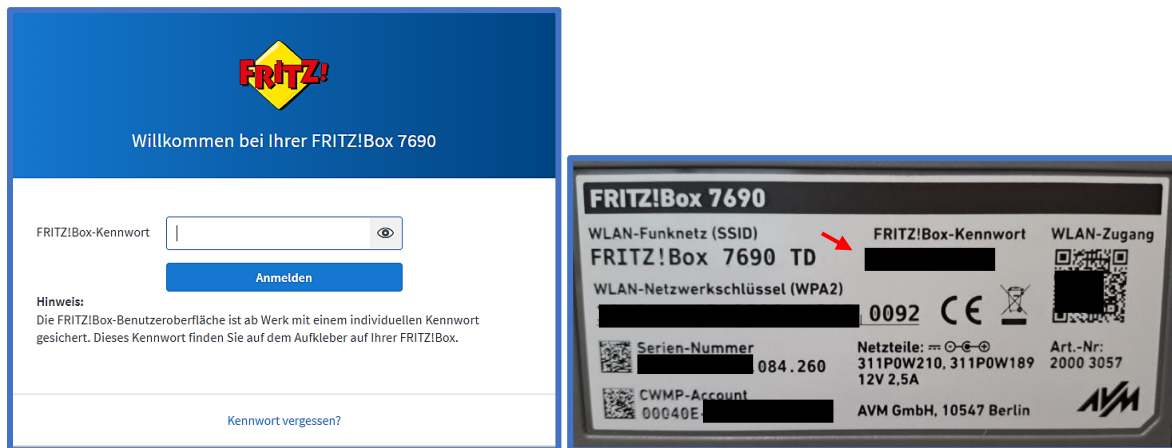 FRITZ!
Willkommen bei Ihrer FRITZ!Box 7690
FRITZ!Box-Kennwort
Anmelden
Hinweis:
Die FRITZ!Box-Benutzeroberfläche ist ab Werk mit einem individuellen Kennwort
gesichert. Dieses Kennwort finden Sie auf dem Aufkleber auf Ihrer FRITZ!Box.
Kennwort vergessen?
FRITZ!Box 7690
WLAN-Funknetz (SSID)
FRITZ!Box 7690 TD
FRITZ!Box-Kennwort
WLAN-Zugang
WLAN-Netzwerkschlüssel (WPA2)
0092
CE
Serien-Nummer
.084.260
CWMP-Account
00040E-
Netzteile:
311P0W210, 311P0W189
12V 2,5A
Art.-Nr:
2000 3057
AVM GmbH, 10547 Berlin
AVM